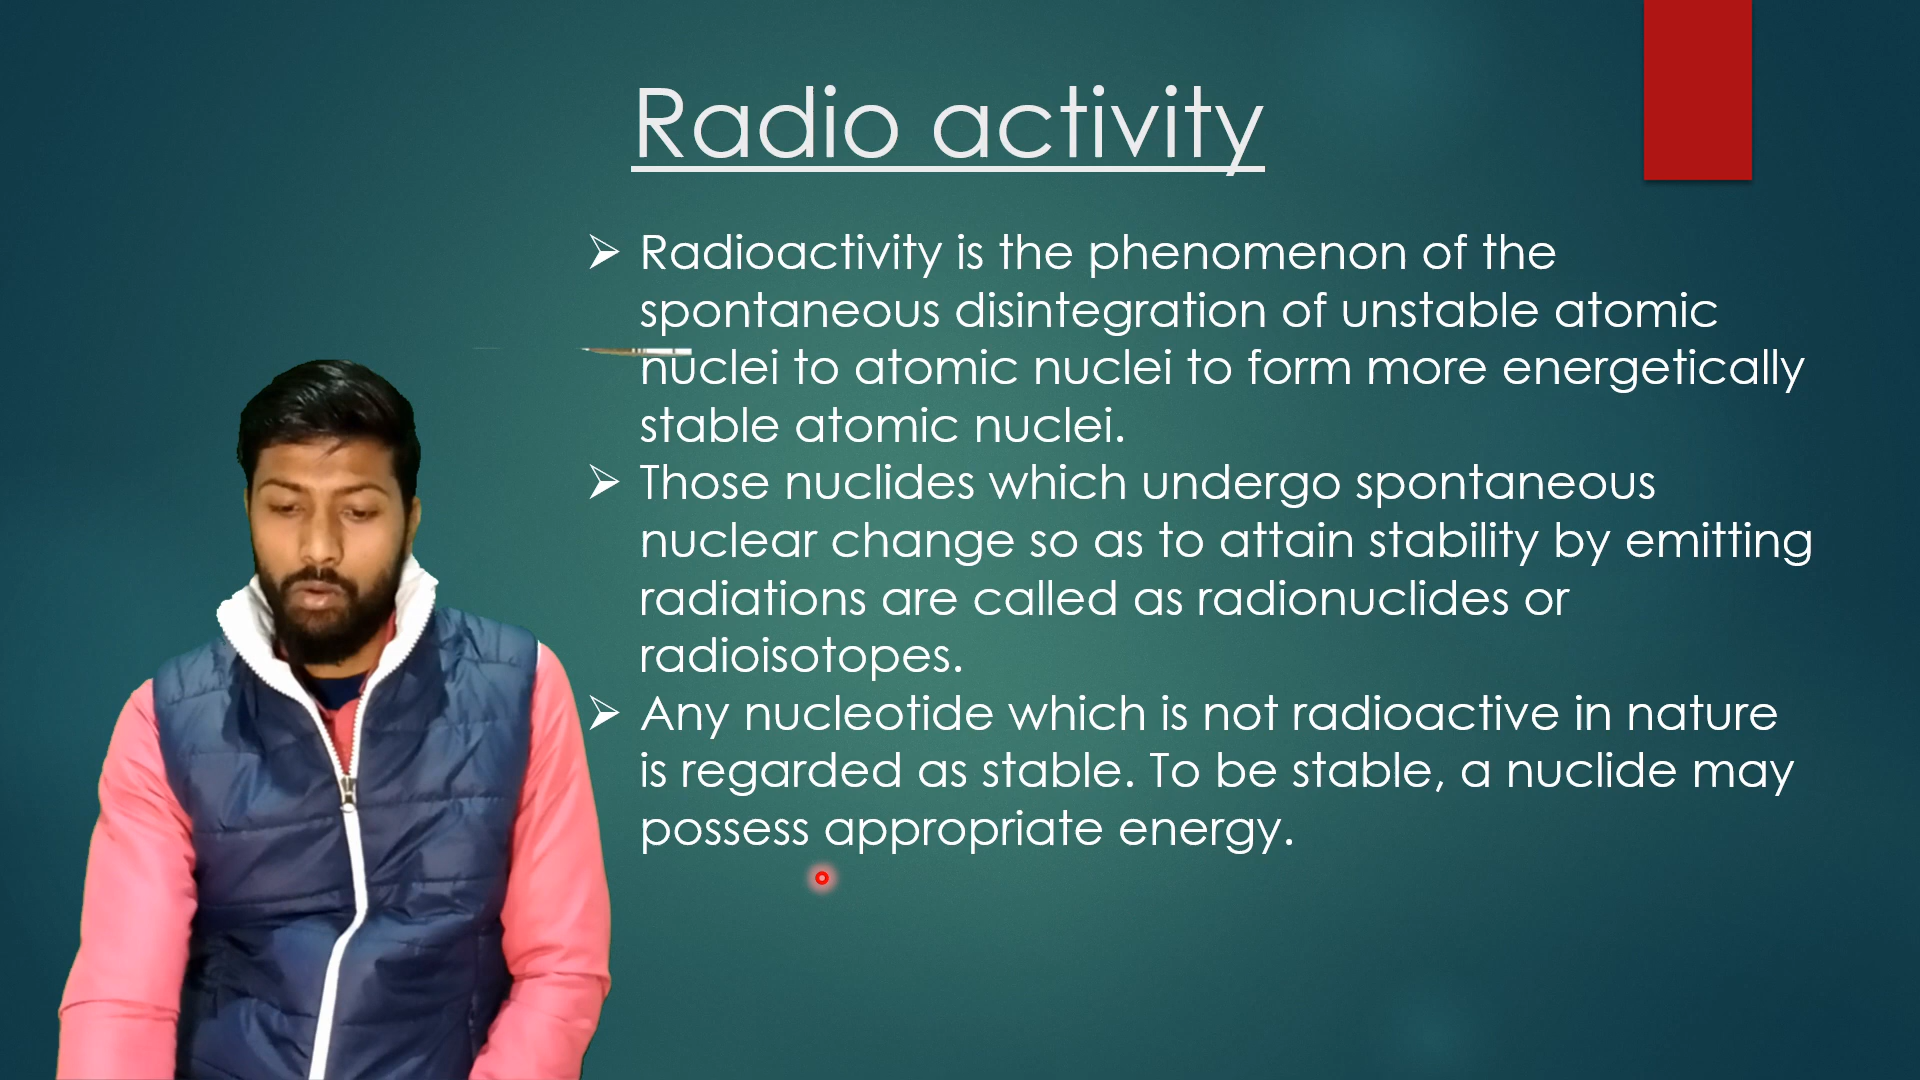 Radio activity
Radioactivity is the phenomenon of the
spontaneous disintegration of unstable atomic
nuclei to atomic nuclei to form more energetically
stable atomic nuclei.
Those nuclides which undergo spontaneous
nuclear change so as to attain stability by emitting
radiations are called as radionuclides or
radioisotopes.
Any nucleotide which is not radioactive in nature
is regarded as stable. To be stable, a nuclide may
possess appropriate energy.